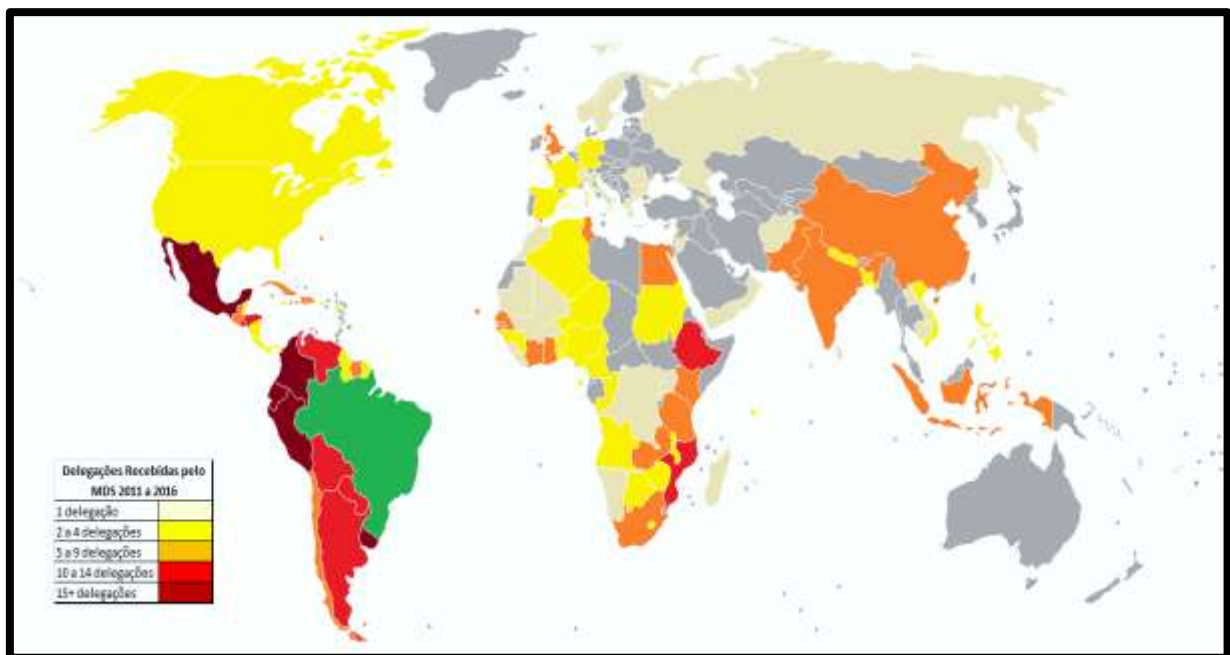 Delegações Recebidas pelo
MDS 2011 a 2016
1 delegação
2 a 4 delegações
5 a 9 delegações
10 a 14 delegações
15+ delegações